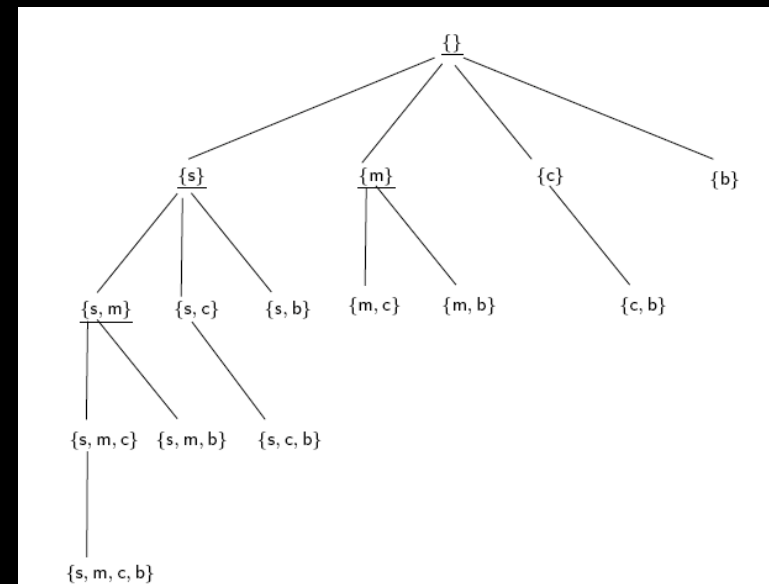 {}
{s} {m} {c} {b}
{s, m} {s, c} {s, b} {m, c} {m, b} {c, b}
{s, m, c} {s, m, b} {s, c, b}
{s, m, c, b}